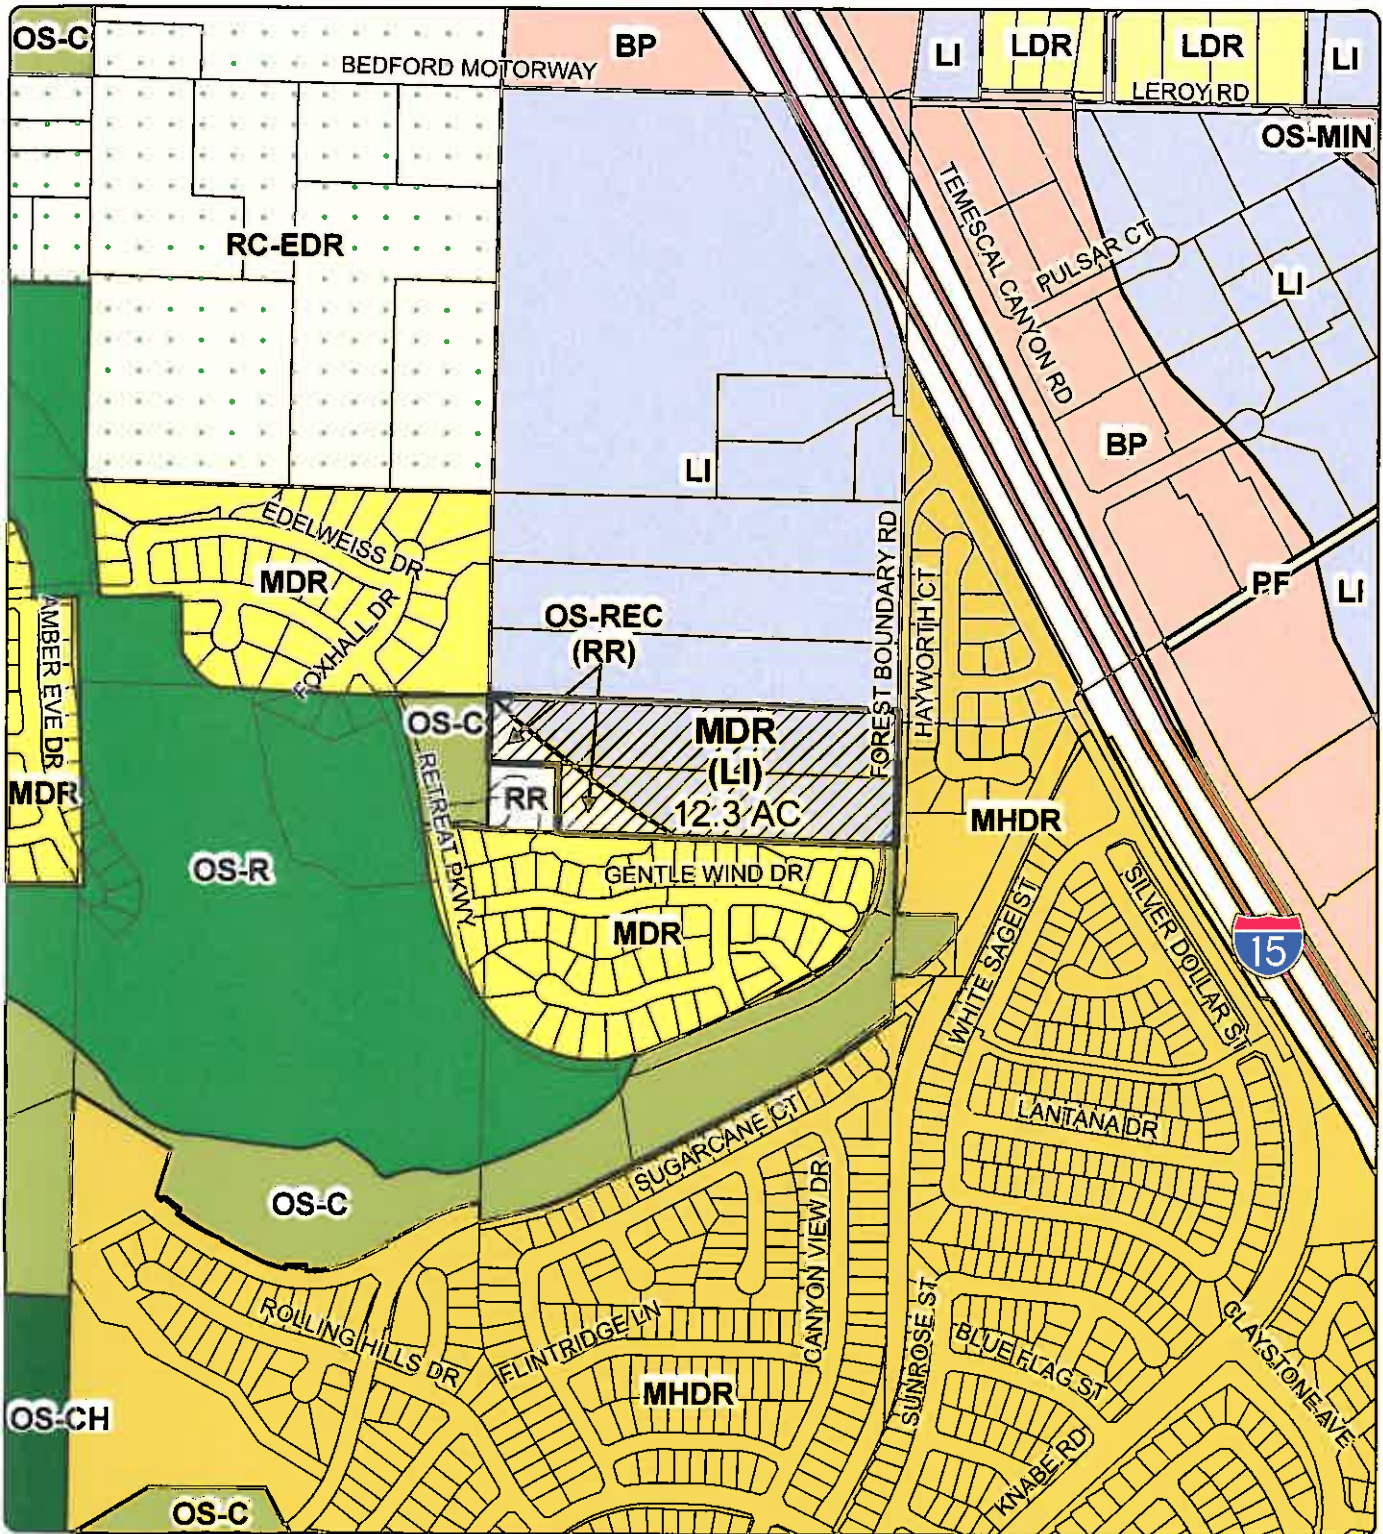 OS-C
BEDFORD MOTORWAY
BP
LI
LDR
LDR
LI
LEROY RD
OS-MIN
RC-EDR
TEMESCAL CANYON RD
PULSAR CT
LI
BP
LI
EDELWEISS DR
MDR
FOXHALL DR
AMBER EVE DR
OS-REC
(RR)
FOREST BOUNDARY RD
HAYWORTH CT
PF
LI
OS-C
MDR
(LI)
12.3 AC
RETREAT PKWY
RR
MDR
MHDR
OS-R
GENTLE WIND DR
MDR
WHITE SAGE ST
SILVER DOLLAR ST
15
LANTANA DR
SUGARCANE CT
OS-C
CANYON VIEW DR
ROLLING HILLS DR
FLINTRIDGE LN
SUNROSE ST
BLUE FLAG ST
CLAYSTONE AVE
MHDR
OS-CH
KNABE RD
OS-C